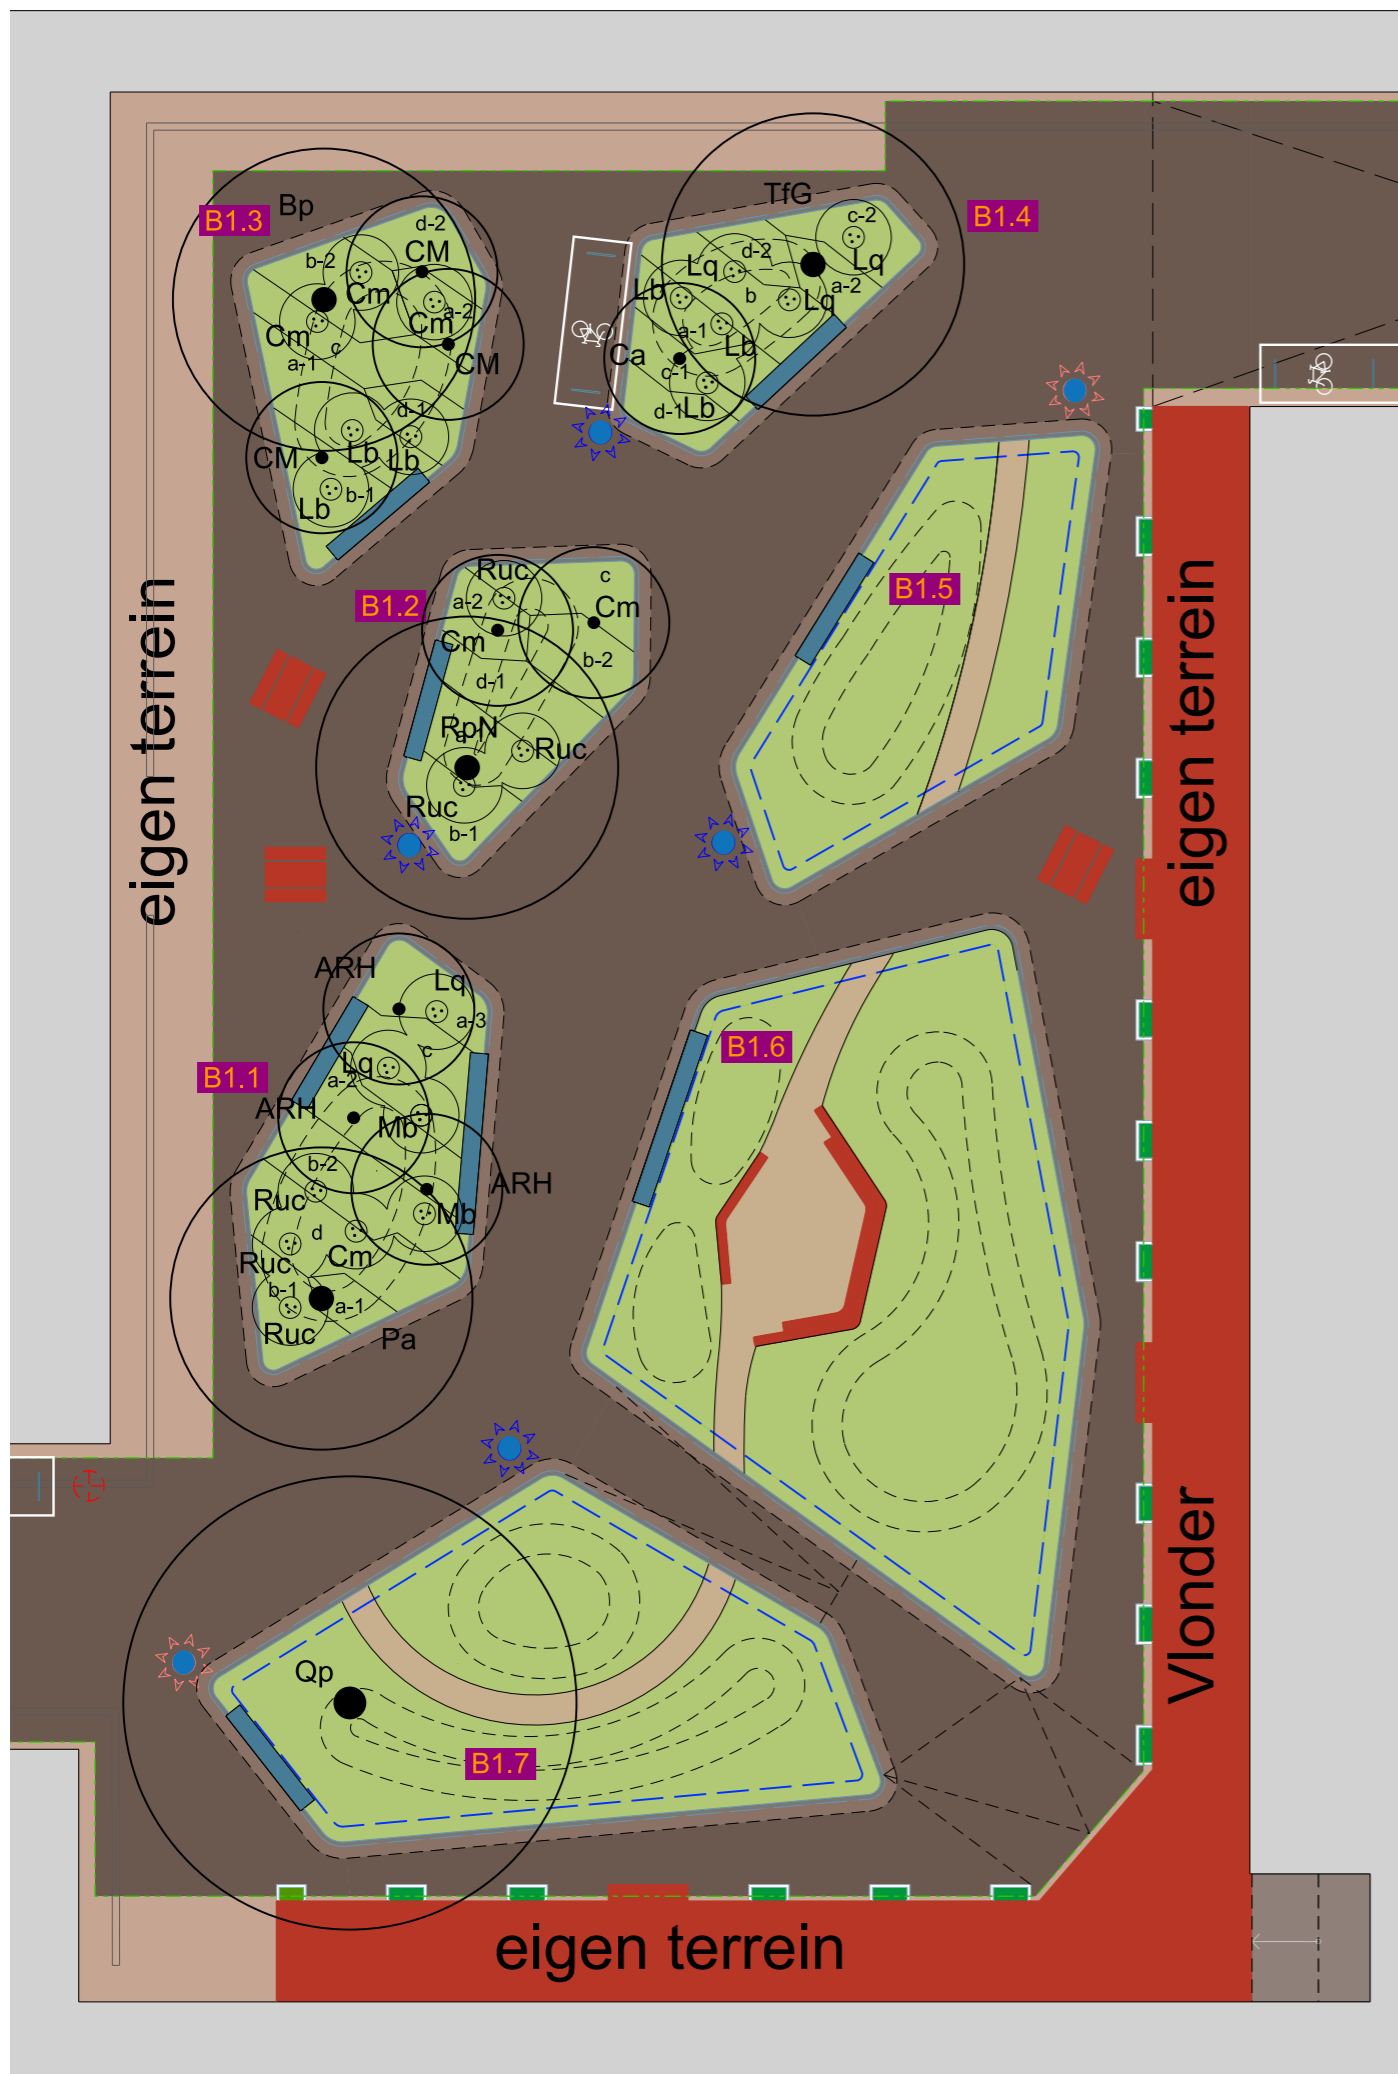 TfG
Bp
B1.3
B1.4
d-2
CM
c-2
Lq
d-2
Lq
b-2
Cm
a-2
Cm
Lb
b
Lq
a-2
Cm
a-1
c
CM
Ca
a-1
Lb
c-1
d-1
Lb
d-1
CM
Lb
Lb
b-1
Lb
Ruc
c
B1.2
a-2
Cm
Cm
b-2
d-1
RpN
Ruc
Ruc
b-1
B1.5
eigen terrein
eigen terrein
ARH
Lq
a-3
c
Lq
B1.1
a-2
ARH
Mb
b-2
ARH
Ruc
Mb
d
Cm
Ruc
b-1
a-1
Ruc
Pa
B1.6
Vlonder
Qp
B1.7
eigen terrein